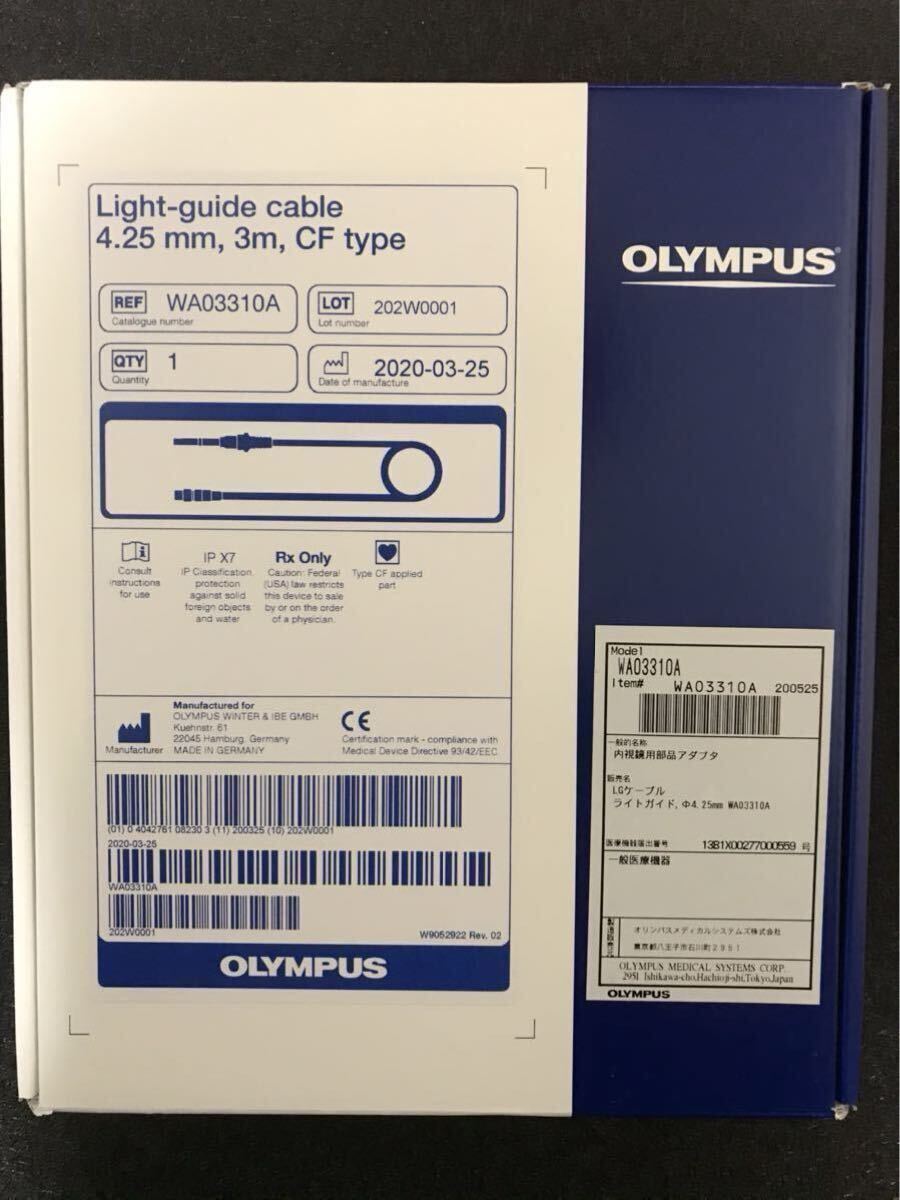 Light-guide cable
4.25 mm, 3m, CF type
REF WA03310A
Catalogue number
LOT 202W0001
Lot number
QTY 1
Quantity
2020-03-25
Date of manufacture
Consult
instructions
for use
IP X7
IP Classification
protection
against solid
foreign objects
and water
Rx Only
Caution: Federal
(USA) law restricts
this device to sale
by or on the order
of a physician.
Type CF applied
part
Manufacturer
Manufactured for
OLYMPUS WINTER & IBE GMBH
Kuehnstr. 61
22045 Hamburg, Germany
MADE IN GERMANY
CE
Certification mark - compliance with
Medical Device Directive 93/42/EEC
(01) 0 4042761 08230 3 (11) 200325 (10) 202W0001
2020-03-25
WA03310A
202W0001
W9052922 Rev. 02
OLYMPUS
OLYMPUS®
Model
WA03310A
Item# WA03310A 200525
一般的名称
内視鏡用部品アダプタ
販売名
LGケーブル
ライトガイド,Φ4.25mm WA03310A
医療機器届出番号 13B1X00277000559 号
一般医療機器
製造販売元
オリンパスメディカルシステムズ株式会社
東京都八王子市石川町2951
OLYMPUS MEDICAL SYSTEMS CORP.
2951 Ishikawa-cho,Hachioji-shi,Tokyo,Japan
OLYMPUS